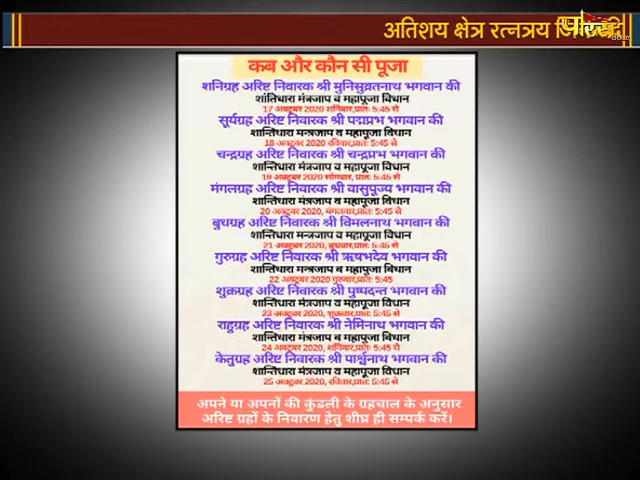 अतिशय क्षेत्र रत्नत्रय
पारस
कब और कौन सी पूजा
शनिग्रह अरिष्ट निवारक श्री मुनिसुव्रतनाथ भगवान की
शांतिधारा मंत्रजाप व महापूजा विधान
17 अक्टूबर 2020 शनिवार,प्रातः 5:45 से
सूर्यग्रह अरिष्ट निवारक श्री पद्मप्रभ भगवान की
शान्तिधारा मन्त्रजाप व महापूजा विधान
18 अक्टूबर 2020 रविवार,प्रातः 5:45 से
चन्द्रग्रह अरिष्ट निवारक श्री चन्द्रप्रभ भगवान की
शान्तिधारा मंत्रजाप व महापूजा विधान
19 अक्टूबर 2020 सोमवार, प्रातः 5:45 से
मंगलग्रह अरिष्ट निवारक श्री वासुपूज्य भगवान की
शान्तिधारा मंत्रजाप व महापूजा विधान
20 अक्टूबर 2020, मंगलवार,प्रातः 5:45 से
बुधग्रह अरिष्ट निवारक श्री विमलनाथ भगवान की
शान्तिधारा मन्त्रजाप व महापूजा विधान
21 अक्टूबर 2020, बुधवार,प्रातः 5:45 से
गुरुग्रह अरिष्ट निवारक श्री ऋषभदेव भगवान की
शान्तिधारा मन्त्रजाप व महापूजा विधान
22 अक्टूबर 2020 गुरुवार,प्रातः 5:45
शुक्रग्रह अरिष्ट निवारक श्री पुष्पदन्त भगवान की
शान्तिधारा मंत्रजाप व महापूजा विधान
23 अक्टूबर 2020, शुक्रवार,प्रातः 5:45 से
राहुग्रह अरिष्ट निवारक श्री नेमिनाथ भगवान की
शान्तिधारा मंत्रजाप व महापूजा विधान
24 अक्टूबर 2020, शनिवार,प्रातः 5:45 से
केतुग्रह अरिष्ट निवारक श्री पार्श्वनाथ भगवान की
शान्तिधारा मंत्रजाप व महापूजा विधान
25 अक्टूबर 2020, रविवार,प्रातः 5:45 से
अपने या अपनों की कुंडली के ग्रहचाल के अनुसार
अरिष्ट ग्रहों के निवारण हेतु शीघ्र ही सम्पर्क करें।